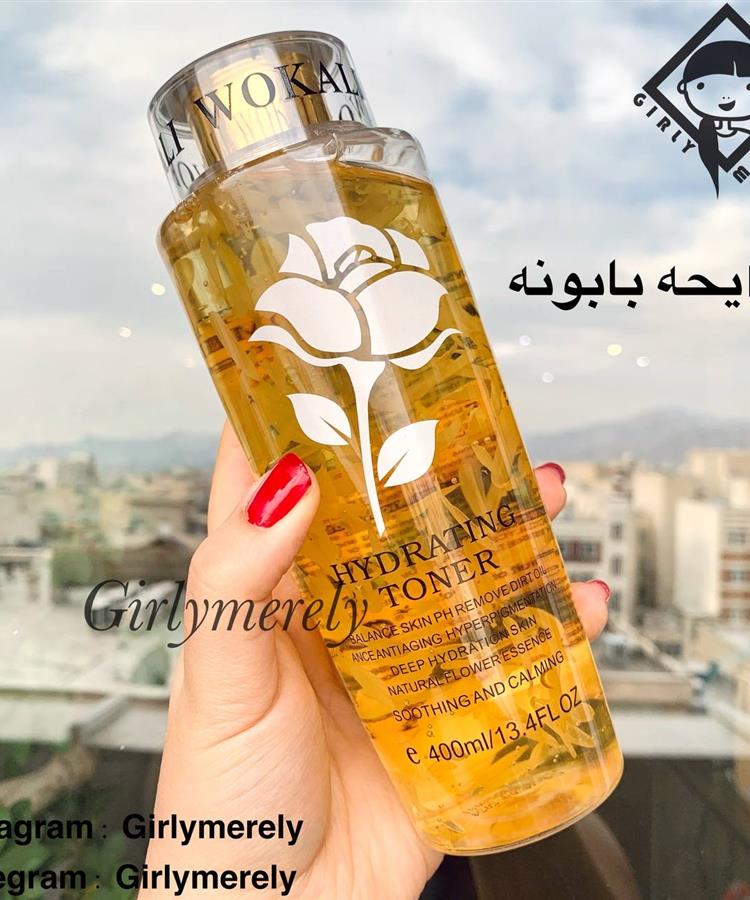 WOKALI
GIRLY
ایحه بابونه
HYDRATING
TONER
BALANCE SKIN PH REMOVE DIRT OIL
ANCEANTIAGING HYPERPIGMENTATION
DEEP HYDRATION SKIN
NATURAL FLOWER ESSENCE
SOOTHING AND CALMING
e 400ml/13.4FL OZ
Girlymerely
agram : Girlymerely
egram : Girlymerely